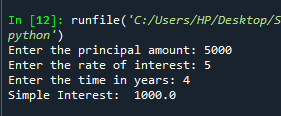 In [12]: runfile('C:/Users/HP/Desktop/S
python')
Enter the principal amount: 5000
Enter the rate of interest: 5
Enter the time in years: 4
Simple Interest:  1000.0